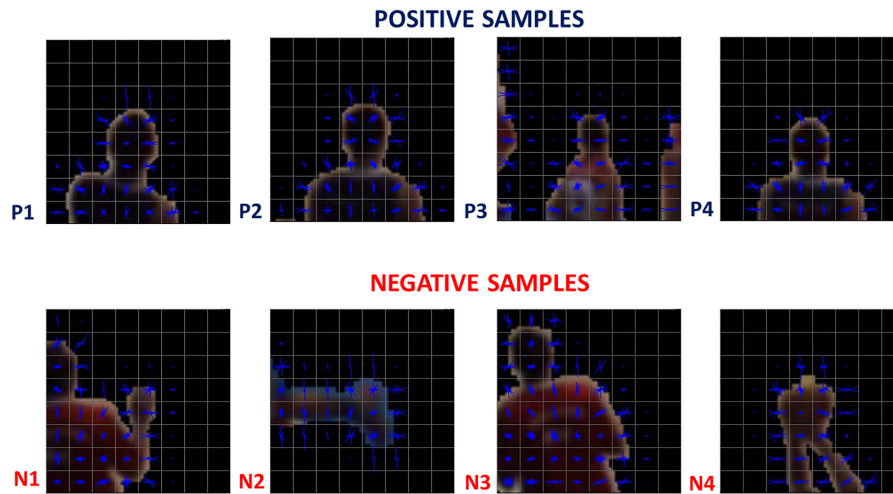 POSITIVE SAMPLES
P1 P2 P3 P4
NEGATIVE SAMPLES
N1 N2 N3 N4